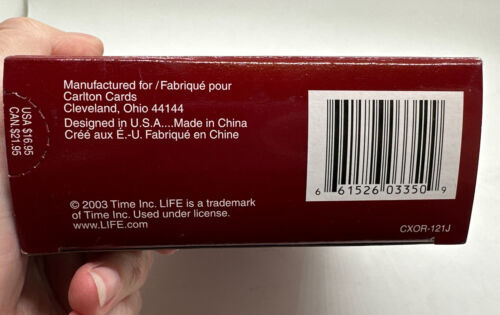 Manufactured for / Fabriqué pour
Carlton Cards
Cleveland, Ohio 44144
Designed in U.S.A....Made in China
Créé aux É.-U. Fabriqué en Chine
USA $16.95
CAN $21.95
© 2003 Time Inc. LIFE is a trademark
of Time Inc. Used under license.
www.LIFE.com
6 61526 03350 9
CXOR-121J